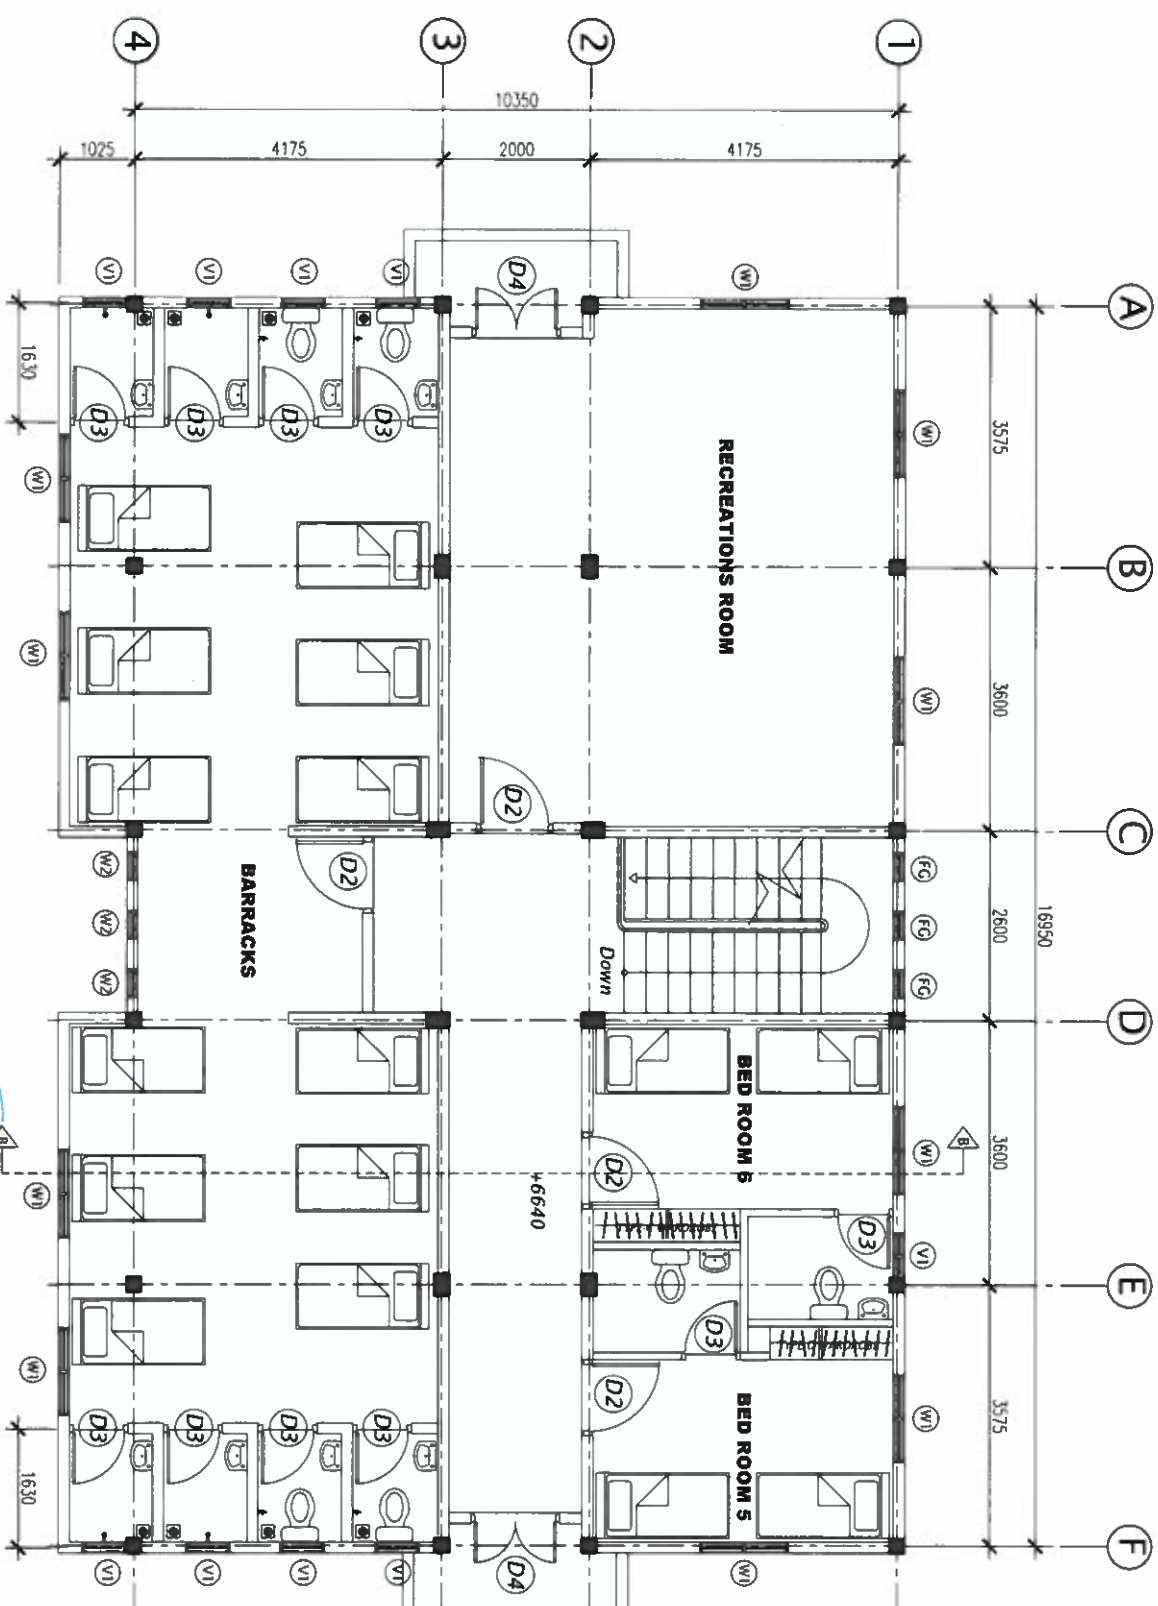 A B C D E F
16950
3575 3600 2600 3600 3575
B
W1 W1 FG FG FG W1 V1 W1
1
D3
4175 W1 RECREATIONS ROOM BED ROOM 6 BED ROOM 5 W1
D3
Down D2 D2
2
+6640
10350 2000 D4 D2 D4
3
V1 D3 D3 V1
D2
V1 D3 D3 V1
4175
BARRACKS
V1 D3 D3 V1
4
V1 D3 W2 W2 W2 D3 V1
1025
W1 W1 W1 W1
1630 1630
B